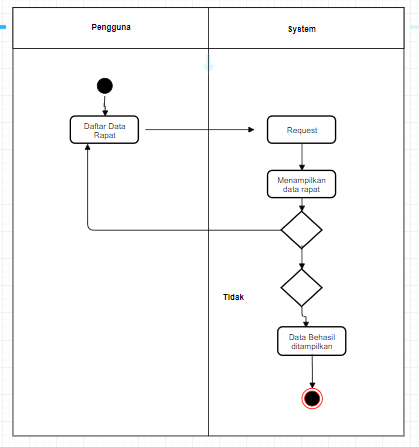 Pengguna
System
Daftar Data
Rapat
Request
Menampilkan
data rapat
Tidak
Data Behasil
ditampilkan